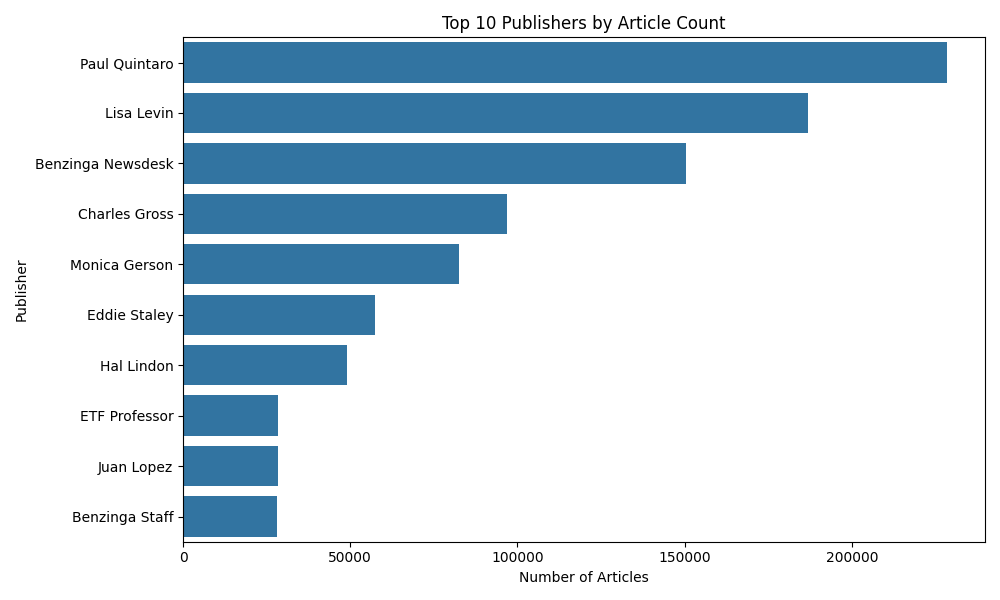 Top 10 Publishers by Article Count
Publisher
Paul Quintaro
Lisa Levin
Benzinga Newsdesk
Charles Gross
Monica Gerson
Eddie Staley
Hal Lindon
ETF Professor
Juan Lopez
Benzinga Staff
0 50000 100000 150000 200000
Number of Articles